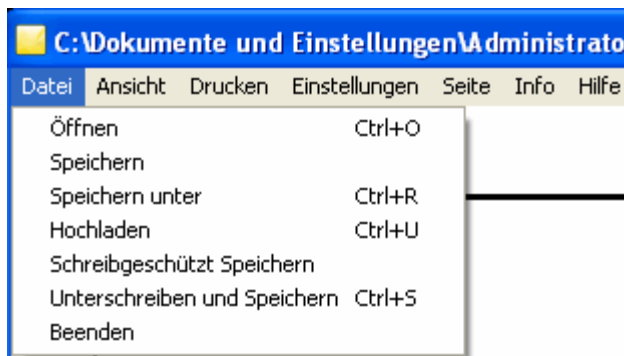 C:\Dokumente und Einstellungen\Administrato
Datei Ansicht Drucken Einstellungen Seite Info Hilfe
Öffnen Ctrl+O
Speichern
Speichern unter Ctrl+R
Hochladen Ctrl+U
Schreibgeschützt Speichern
Unterschreiben und Speichern Ctrl+S
Beenden